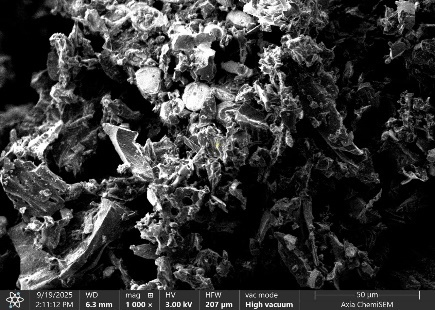 9/19/2025 WD mag HV HFW vac mode 50 µm
2:11:12 PM 6.3 mm 1 000 × 3.00 kV 207 µm High vacuum Axia ChemiSEM